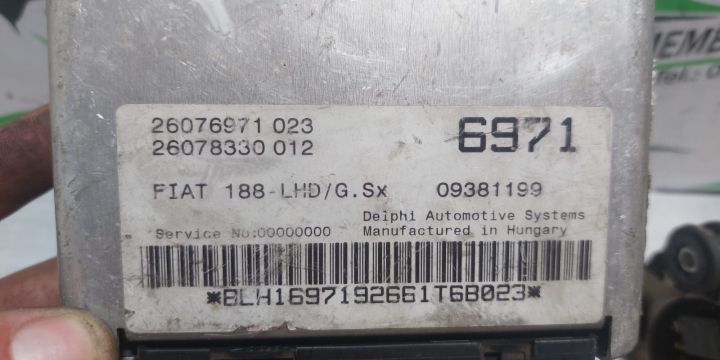 26076971 023
26078330 012
6971
FIAT 188-LHD/G.Sx 09381199
Delphi Automotive Systems
Service No:00000000 Manufactured in Hungary
*BLH1697192661T6B023*